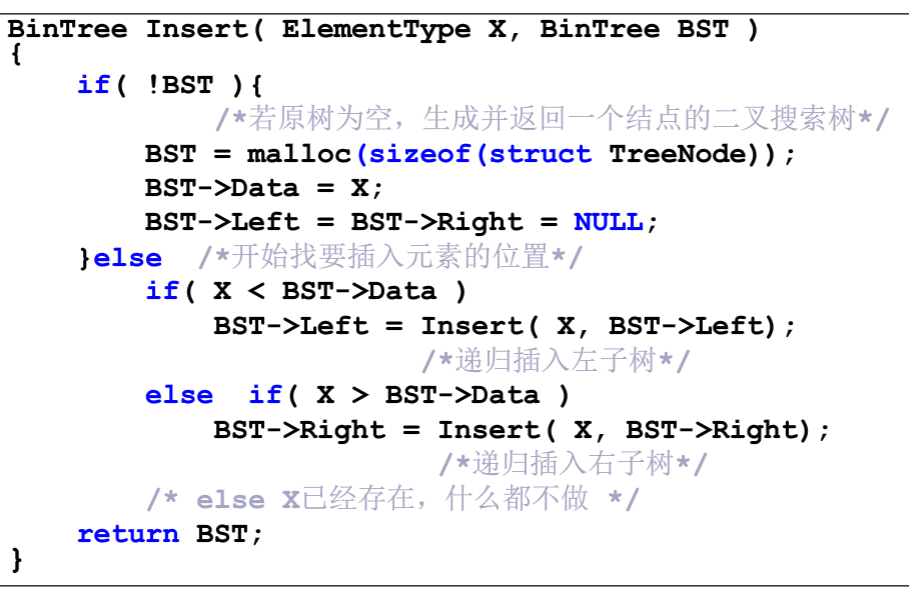 BinTree Insert( ElementType X, BinTree BST )
{
    if( !BST ){
            /*若原树为空，生成并返回一个结点的二叉搜索树*/
        BST = malloc(sizeof(struct TreeNode));
        BST->Data = X;
        BST->Left = BST->Right = NULL;
    }else  /*开始找要插入元素的位置*/
        if( X < BST->Data )
            BST->Left = Insert( X, BST->Left);
                        /*递归插入左子树*/
        else  if( X > BST->Data )
            BST->Right = Insert( X, BST->Right);
                         /*递归插入右子树*/
        /* else X已经存在，什么都不做 */
    return BST;
}